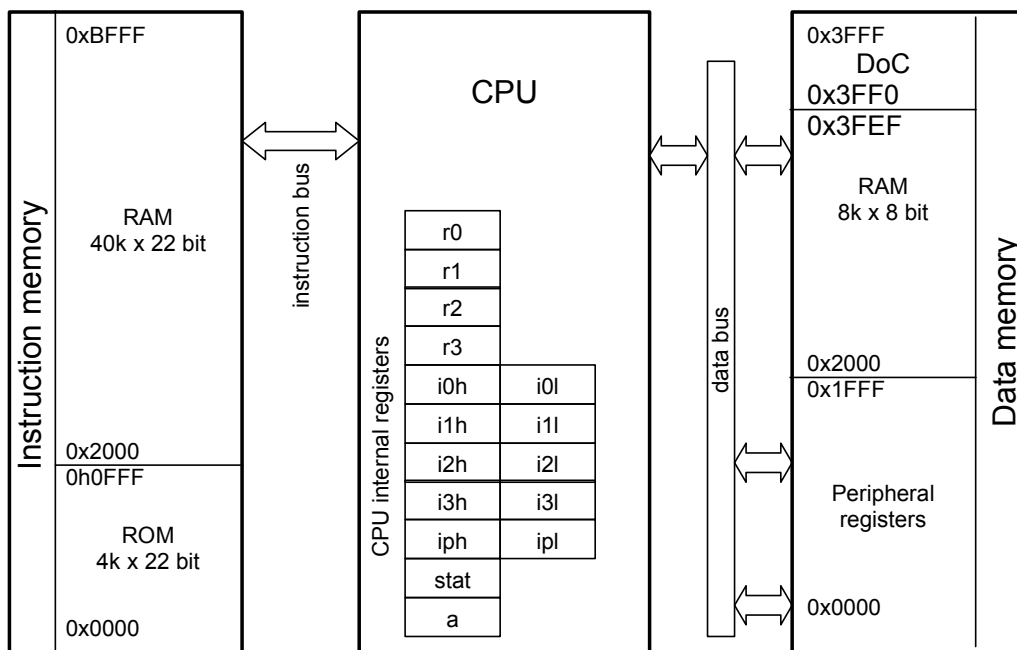 Instruction memory
0xBFFF
RAM
40k x 22 bit
0x2000
0h0FFF
ROM
4k x 22 bit
0x0000
instruction bus
CPU
CPU internal registers
r0
r1
r2
r3
i0h i0l
i1h i1l
i2h i2l
i3h i3l
iph ipl
stat
a
data bus
0x3FFF
DoC
0x3FF0
0x3FEF
RAM
8k x 8 bit
0x2000
0x1FFF
Peripheral
registers
0x0000
Data memory